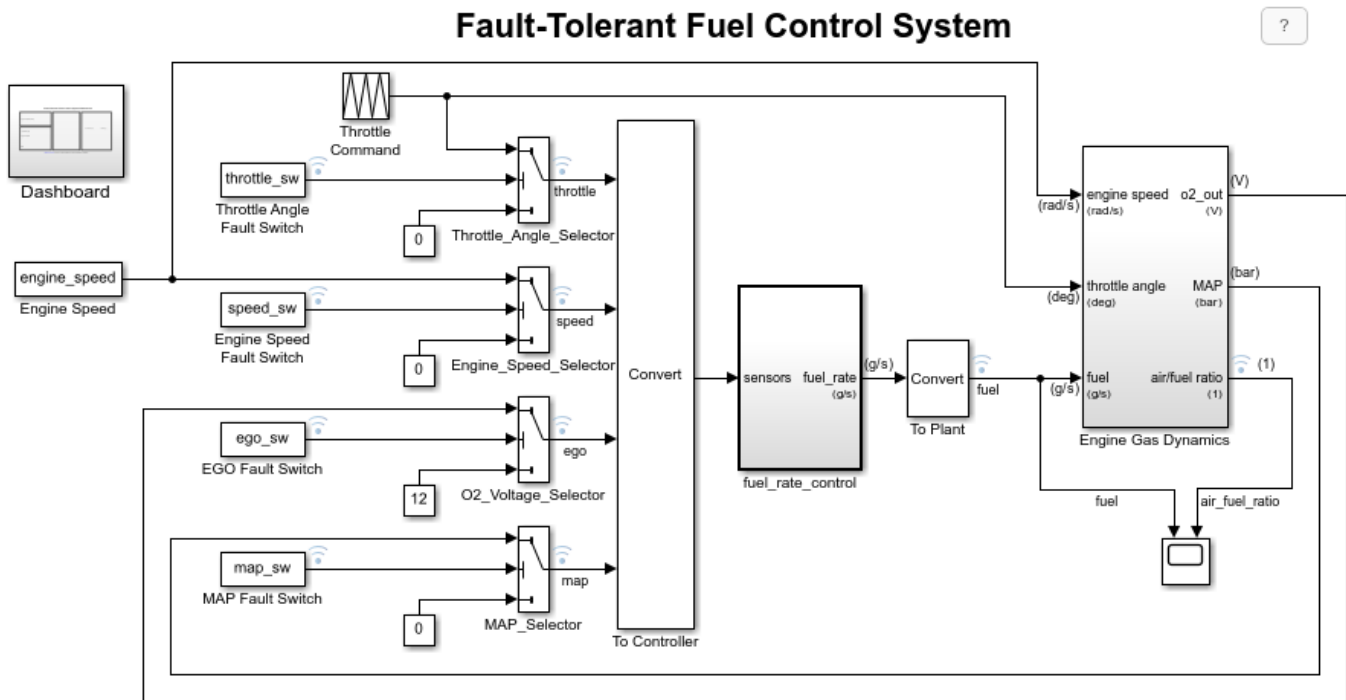 Fault-Tolerant Fuel Control System
?
Dashboard
Throttle
Command
throttle_sw
Throttle Angle
Fault Switch
0
throttle
Throttle_Angle_Selector
engine_speed
Engine Speed
speed_sw
Engine Speed
Fault Switch
0
speed
Engine_Speed_Selector
ego_sw
EGO Fault Switch
12
ego
O2_Voltage_Selector
map_sw
MAP Fault Switch
0
map
MAP_Selector
Convert
To Controller
sensors fuel_rate
(g/s)
fuel_rate_control
(g/s)
Convert
To Plant
fuel
(rad/s)
(deg)
(g/s)
engine speed o2_out
(rad/s) (V)
throttle angle MAP
(deg) (bar)
fuel air/fuel ratio
(g/s) (1)
Engine Gas Dynamics
(V)
(bar)
(1)
fuel
air_fuel_ratio